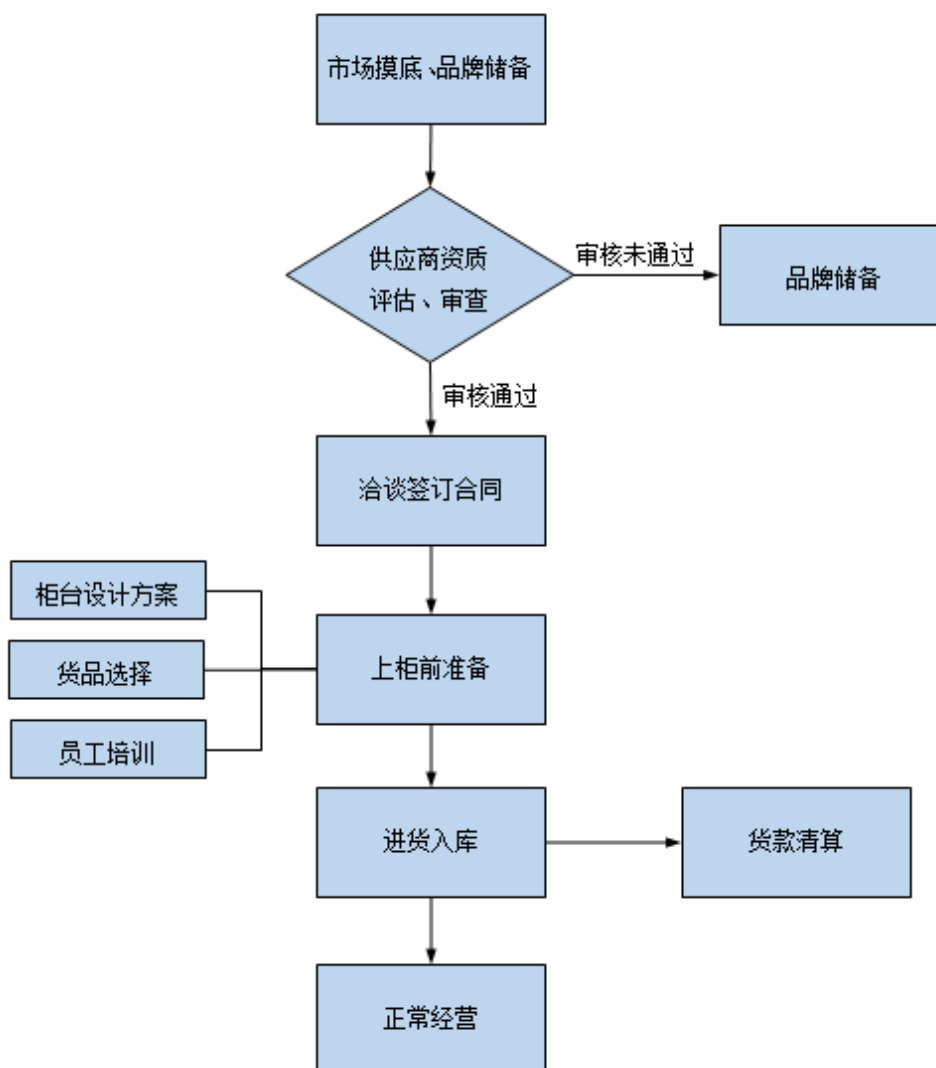 市场摸底、品牌储备
供应商资质
评估、审查
审核未通过
品牌储备
审核通过
洽谈签订合同
柜台设计方案
货品选择
员工培训
上柜前准备
进货入库
货款清算
正常经营